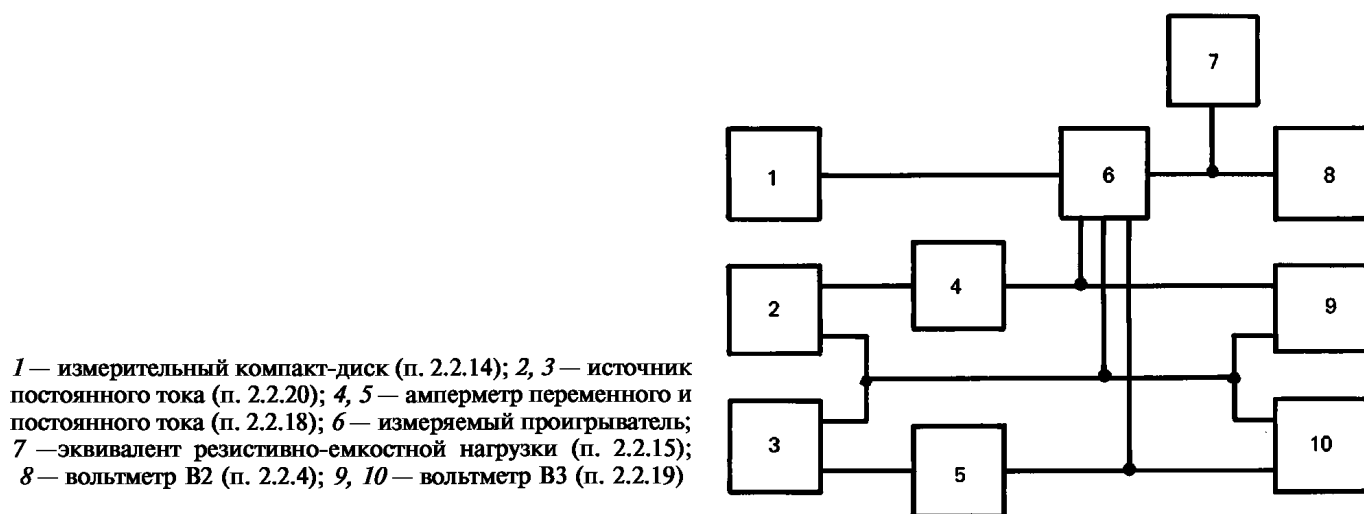 1 — измерительный компакт-диск (п. 2.2.14); 2, 3 — источник
постоянного тока (п. 2.2.20); 4, 5 — амперметр переменного и
постоянного тока (п. 2.2.18); 6 — измеряемый проигрыватель;
7 —эквивалент резистивно-емкостной нагрузки (п. 2.2.15);
8 — вольтметр В2 (п. 2.2.4); 9, 10 — вольтметр В3 (п. 2.2.19)
7
1
6
8
2
4
9
3
5
10